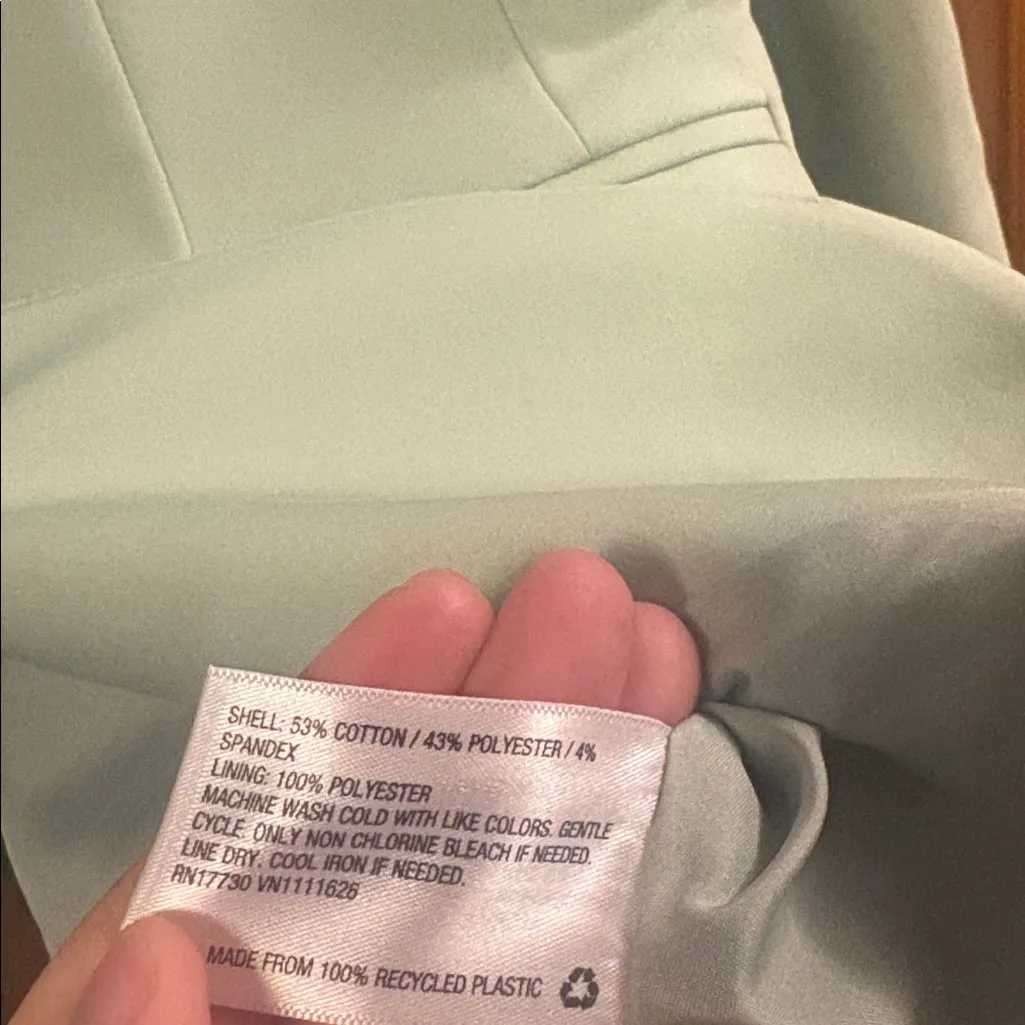 SHELL: 53% COTTON / 43% POLYESTER / 4%
SPANDEX
LINING: 100% POLYESTER
MACHINE WASH COLD WITH LIKE COLORS. GENTLE
CYCLE. ONLY NON CHLORINE BLEACH IF NEEDED.
LINE DRY. COOL IRON IF NEEDED.
RN17730 VN1111626
MADE FROM 100% RECYCLED PLASTIC